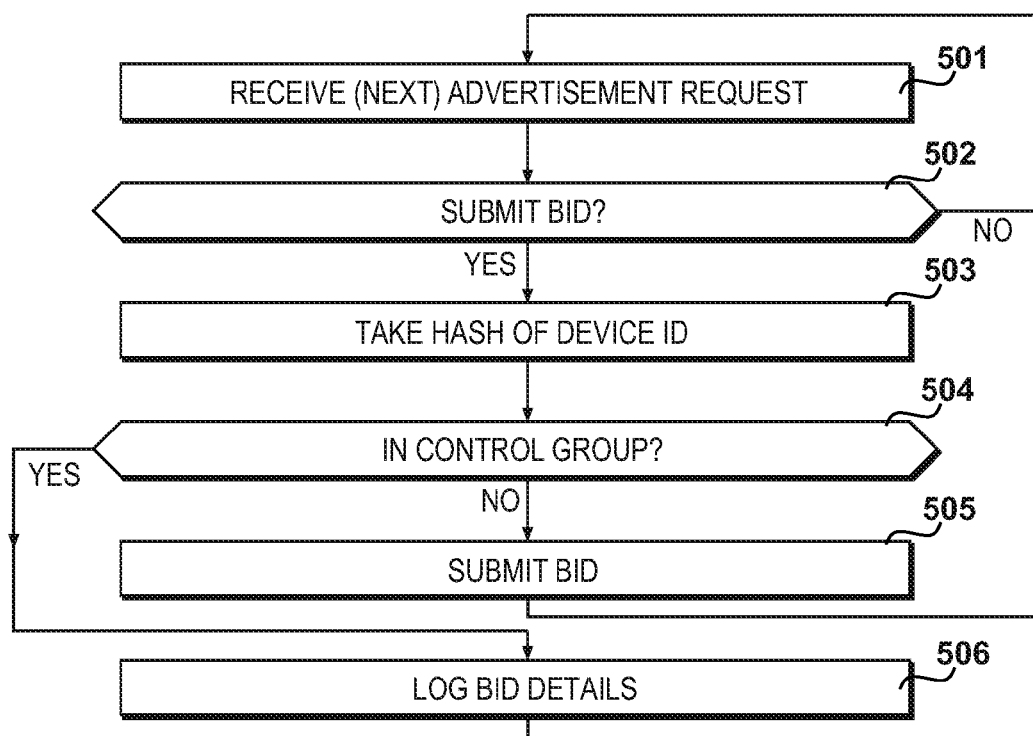 501
RECEIVE (NEXT) ADVERTISEMENT REQUEST
502
SUBMIT BID?
NO
YES
503
TAKE HASH OF DEVICE ID
504
IN CONTROL GROUP?
YES
NO
505
SUBMIT BID
506
LOG BID DETAILS